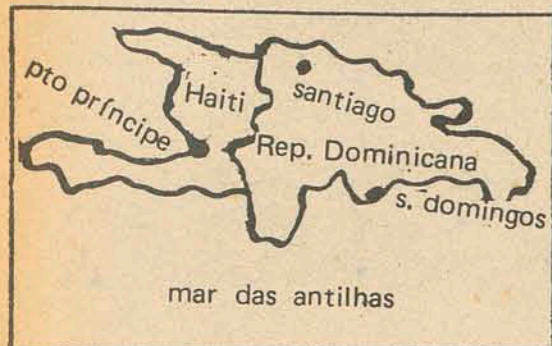 pto príncipe
Haiti
santiago
Rep. Dominicana
s. domingos
mar das antilhas